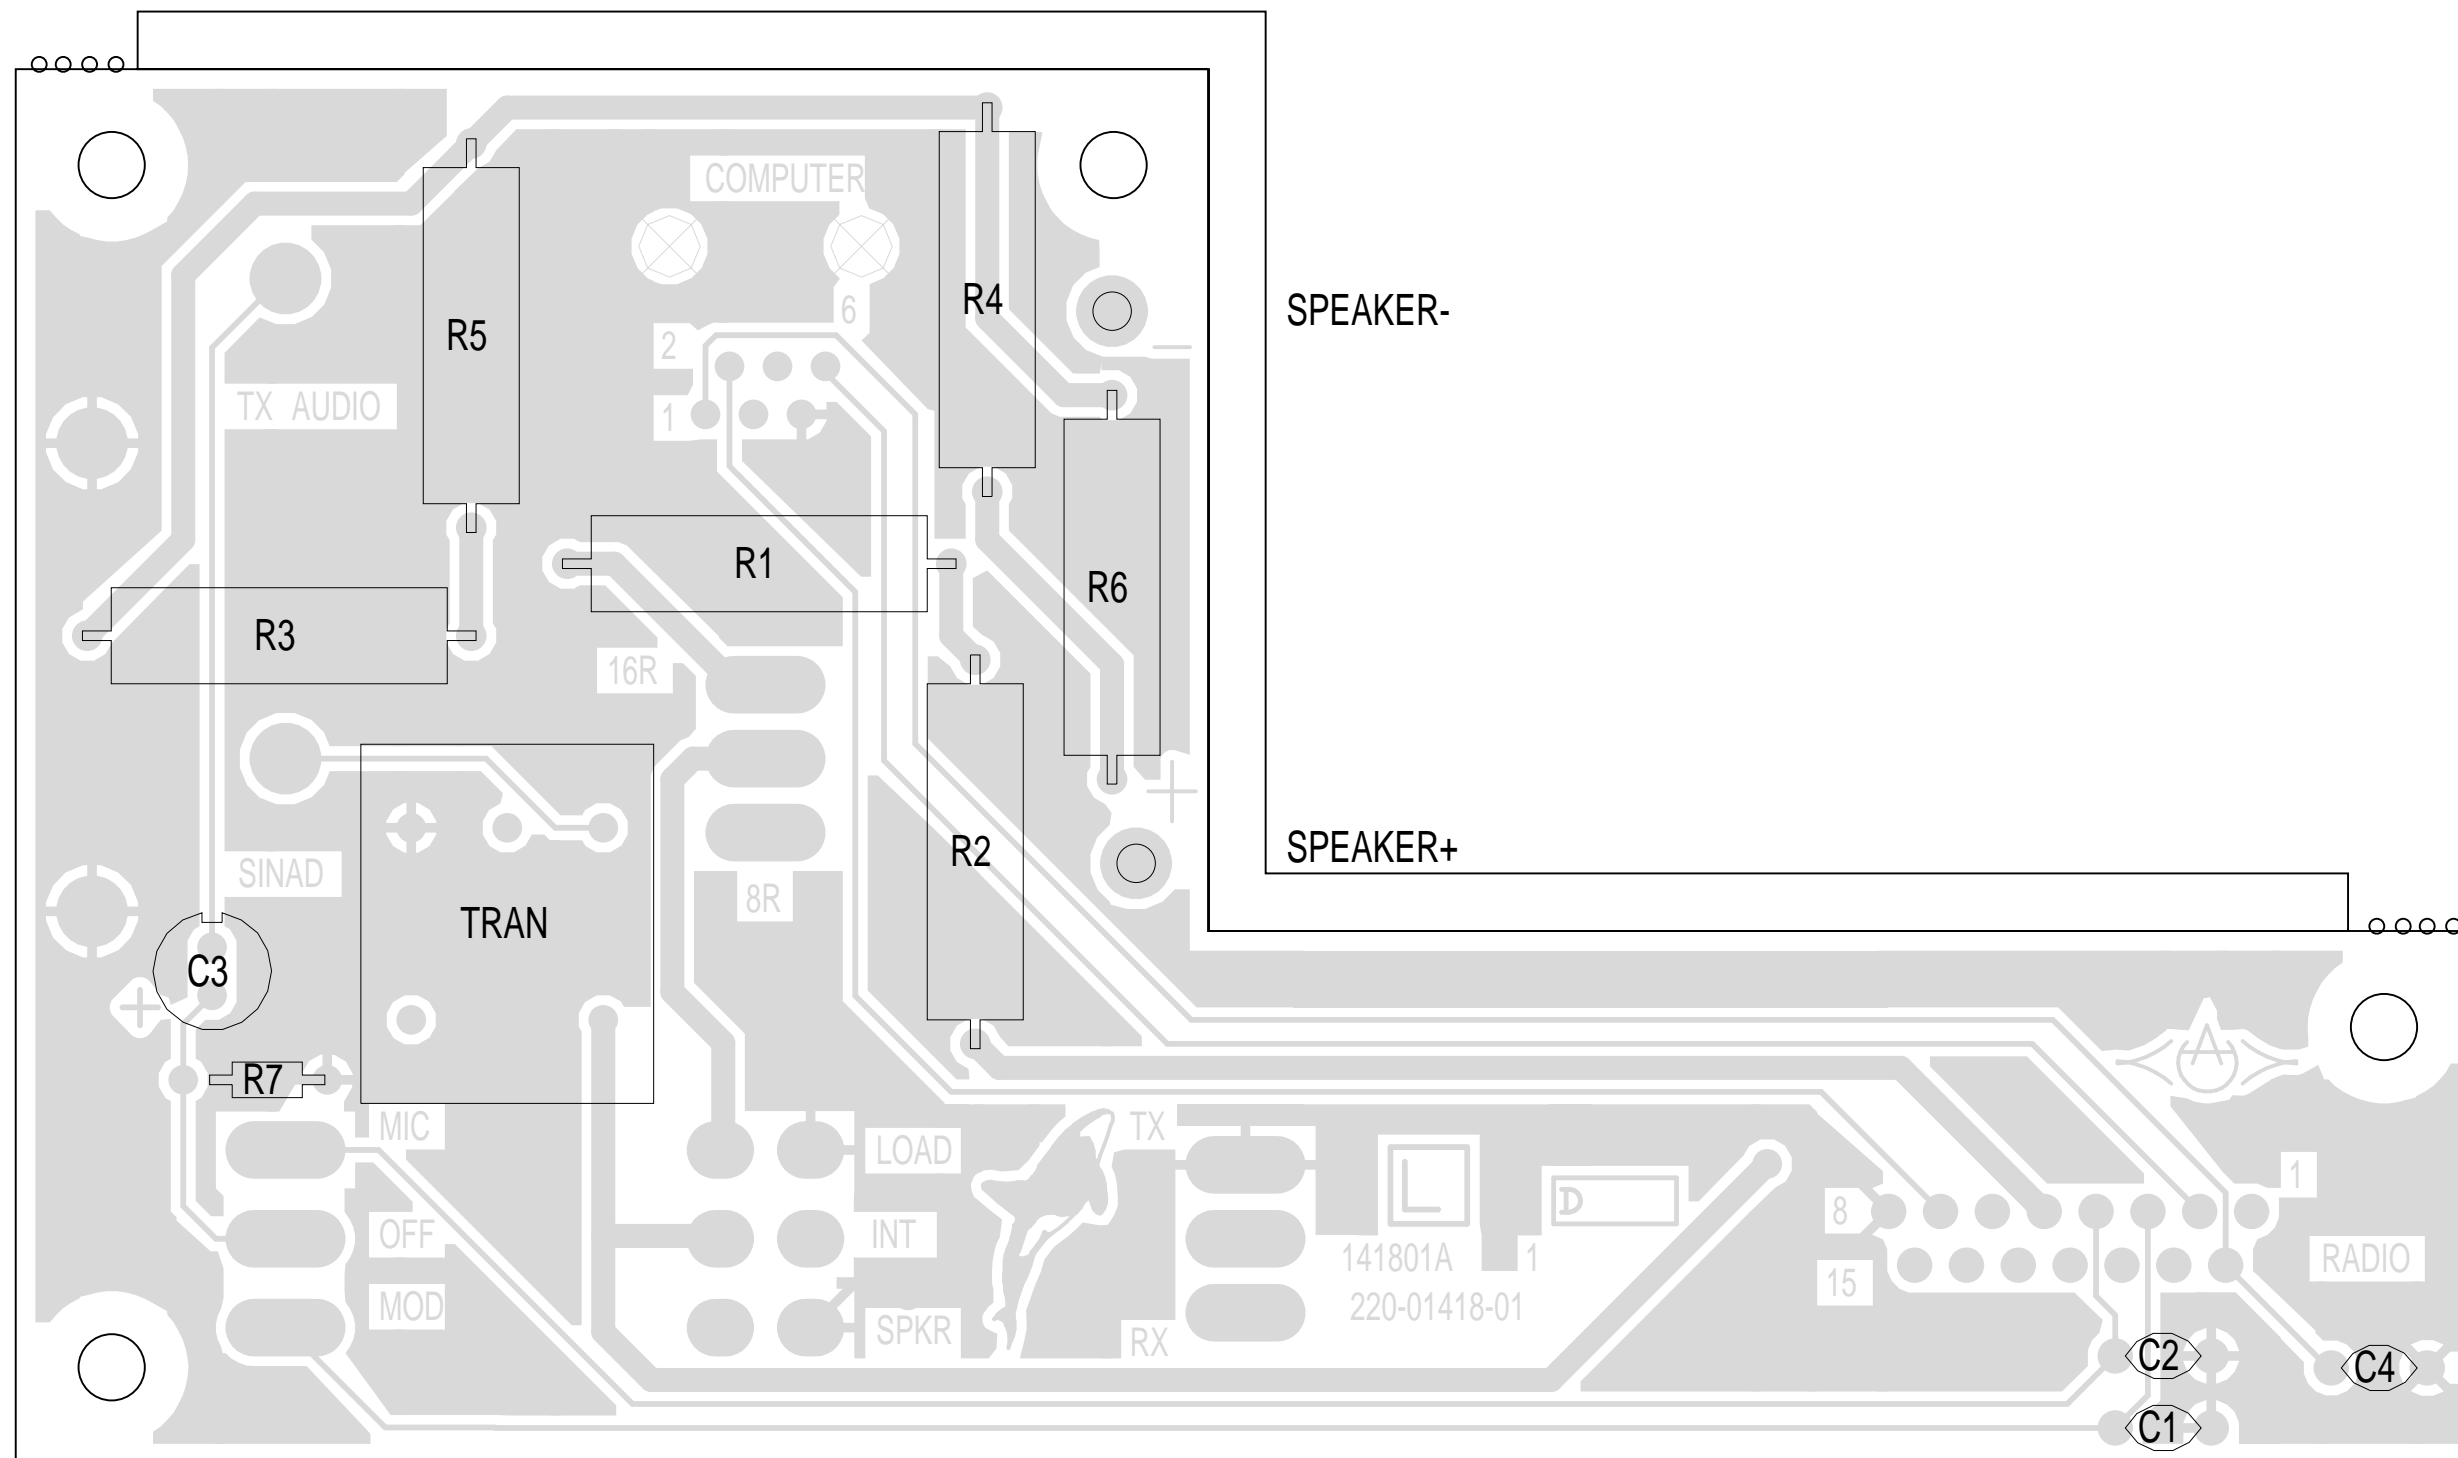 COMPUTER
R4
6
SPEAKER-
R5
2
TX AUDIO
1
R1
R6
R3
16R
SPEAKER+
R2
SINAD
8R
TRAN
C3
R7
MIC
TX
LOAD
L
1
D
8
OFF
INT
141801A
1
RADIO
15
MOD
220-01418-01
SPKR
RX
C2
C4
C1